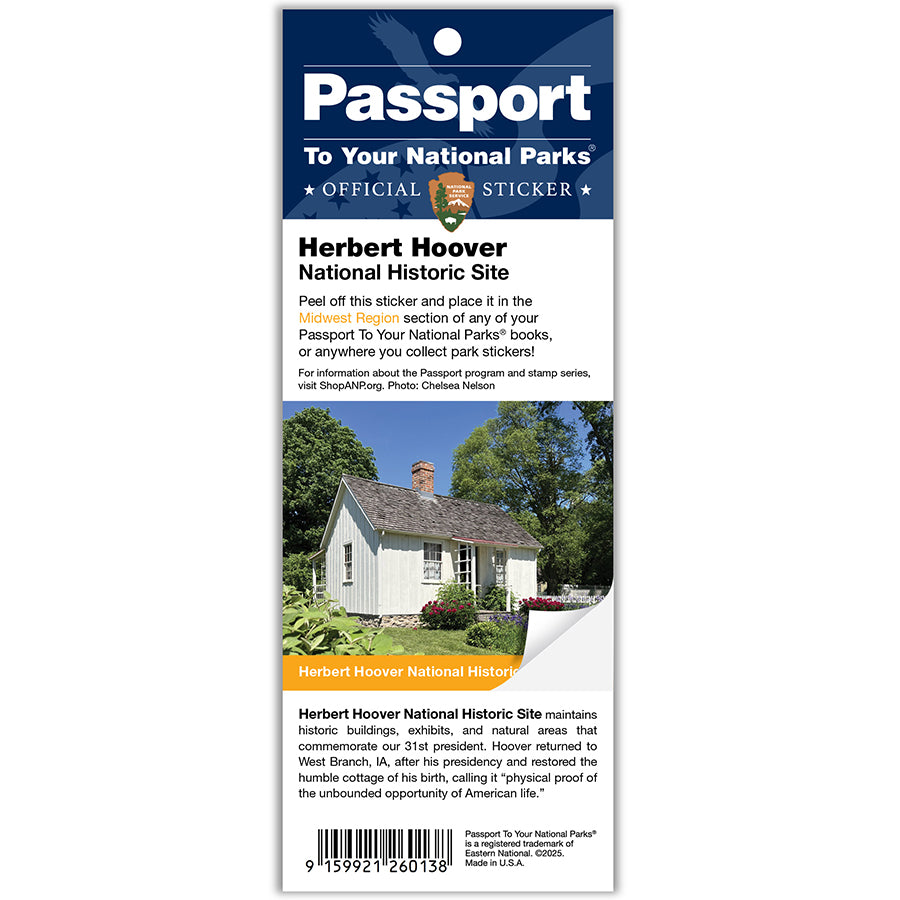 Passport
To Your National Parks®
★ OFFICIAL STICKER ★
NATIONAL
PARK
SERVICE
Herbert Hoover
National Historic Site
Peel off this sticker and place it in the
Midwest Region section of any of your
Passport To Your National Parks® books,
or anywhere you collect park stickers!
For information about the Passport program and stamp series,
visit ShopANP.org. Photo: Chelsea Nelson
Herbert Hoover National Historic
Herbert Hoover National Historic Site maintains
historic buildings, exhibits, and natural areas that
commemorate our 31st president. Hoover returned to
West Branch, IA, after his presidency and restored the
humble cottage of his birth, calling it “physical proof of
the unbounded opportunity of American life.”
9 159921 260138
Passport To Your National Parks®
is a registered trademark of
Eastern National. ©2025.
Made in U.S.A.